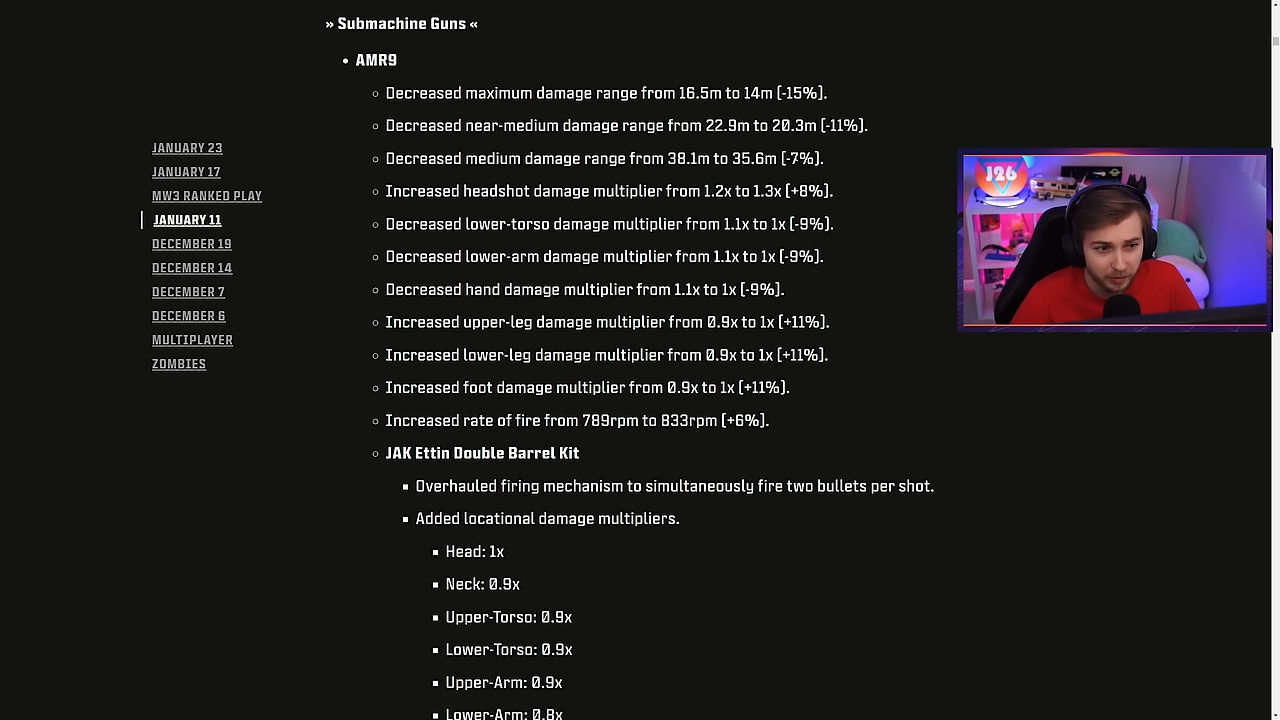 » Submachine Guns «
AMR9
Decreased maximum damage range from 16.5m to 14m [-15%].
Decreased near-medium damage range from 22.9m to 20.3m [-11%].
Decreased medium damage range from 38.1m to 35.6m [-7%].
Increased headshot damage multiplier from 1.2x to 1.3x [+8%].
Decreased lower-torso damage multiplier from 1.1x to 1x [-9%].
Decreased lower-arm damage multiplier from 1.1x to 1x [-9%].
Decreased hand damage multiplier from 1.1x to 1x [-9%].
Increased upper-leg damage multiplier from 0.9x to 1x [+11%].
Increased lower-leg damage multiplier from 0.9x to 1x [+11%].
Increased foot damage multiplier from 0.9x to 1x [+11%].
Increased rate of fire from 789rpm to 833rpm [+6%].
JAK Ettin Double Barrel Kit
Overhauled firing mechanism to simultaneously fire two bullets per shot.
Added locational damage multipliers.
Head: 1x
Neck: 0.9x
Upper-Torso: 0.9x
Lower-Torso: 0.9x
Upper-Arm: 0.9x
Lower-Arm: 0.8x
JANUARY 23
JANUARY 17
MW3 RANKED PLAY
JANUARY 11
DECEMBER 19
DECEMBER 14
DECEMBER 7
DECEMBER 6
MULTIPLAYER
ZOMBIES
J26